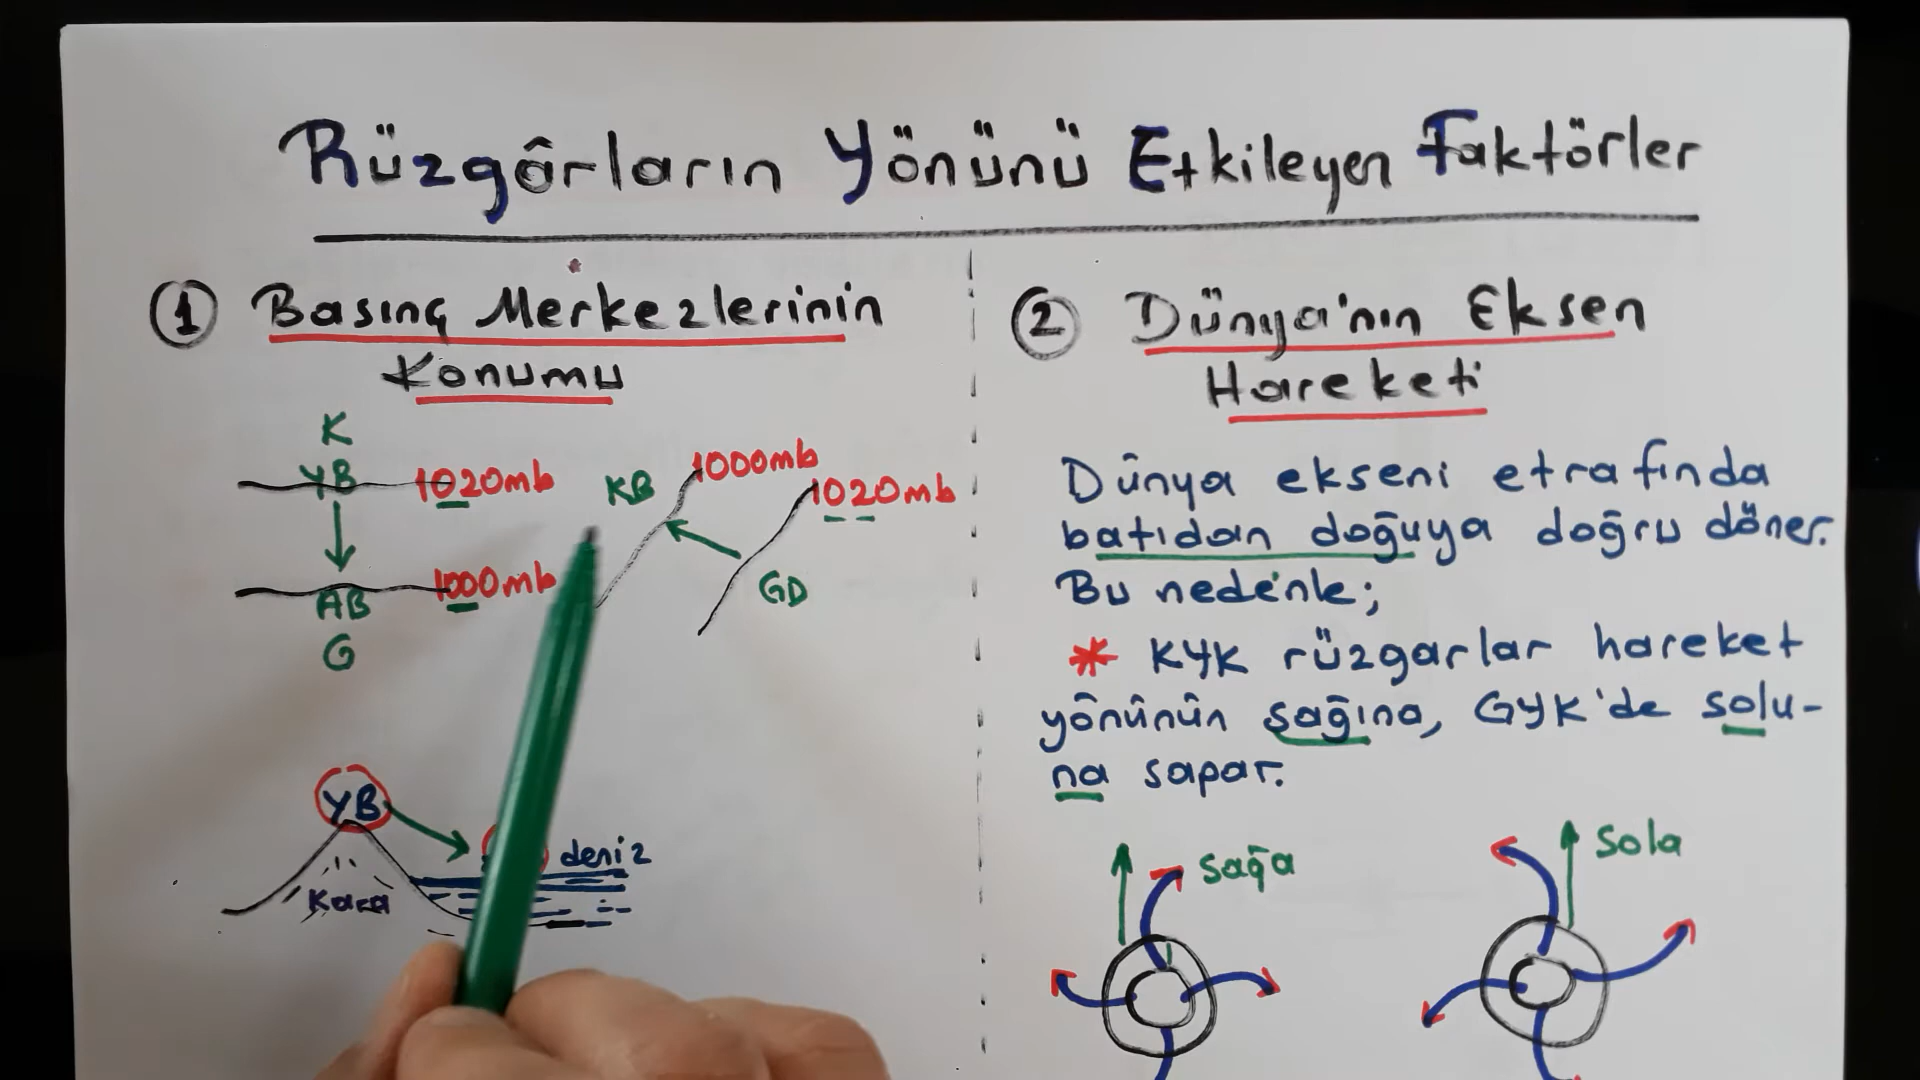 Rüzgârların Yönünü Etkileyen Faktörler
1 Basınç Merkezlerinin
Konumu
K
YB 1020mb
AB 1000mb
G
KB 1000mb
1020mb
GD
YB
deniz
Kara
2 Dünya'nın Eksen
Hareketi
Dünya ekseni etrafında
batıdan doğuya doğru döner.
Bu nedenle;
* KYK rüzgarlar hareket
yönünün sağına, GYK'de solu-
na sapar.
sağa
sola